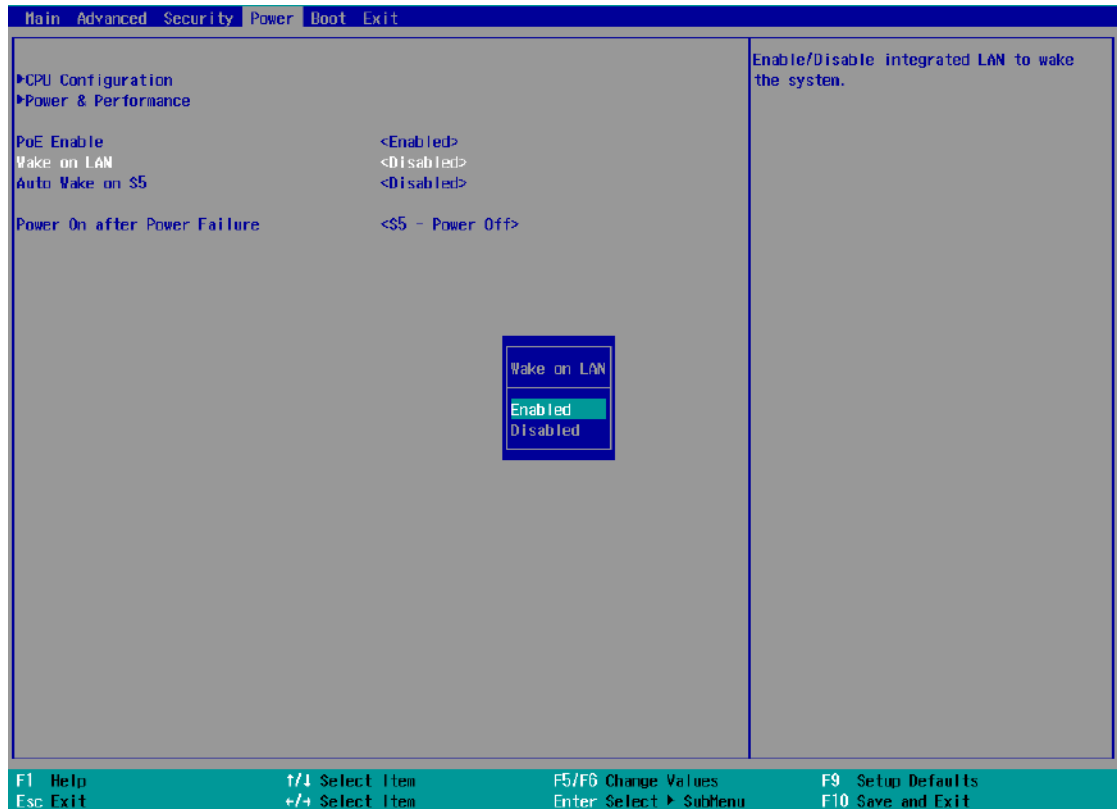 Main Advanced Security Power Boot Exit
►CPU Configuration
►Power & Performance
PoE Enable <Enabled>
Wake on LAN <Disabled>
Auto Wake on S5 <Disabled>
Power On after Power Failure <S5 - Power Off>
Enable/Disable integrated LAN to wake
the system.
Wake on LAN
Enabled
Disabled
F1 Help ↑/↓ Select Item F5/F6 Change Values F9 Setup Defaults
Esc Exit ←/→ Select Item Enter Select ► SubMenu F10 Save and Exit